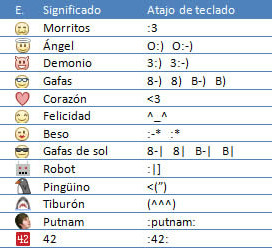 E. Significado Atajo de teclado
Morritos :3
Ángel O:) O:-)
Demonio 3:) 3:-)
Gafas 8-) 8) B-) B)
Corazón <3
Felicidad ^_^
Beso :-* :*
Gafas de sol 8-| 8| B-| B|
Robot :|]
Pingüino <(")
Tiburón (^^^)
Putnam :putnam:
42 42 :42: